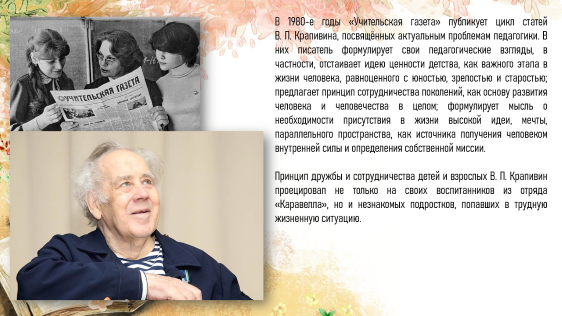 УЧИТЕЛЬСКАЯ ГАЗЕТА
В 1980-е годы «Учительская газета» публикует цикл статей
В. П. Крапивина, посвящённых актуальным проблемам педагогики. В
них писатель формулирует свои педагогические взгляды, в
частности, отстаивает идею ценности детства, как важного этапа в
жизни человека, равноценного с юностью, зрелостью и старостью;
предлагает принцип сотрудничества поколений, как основу развития
человека и человечества в целом; формулирует мысль о
необходимости присутствия в жизни высокой идеи, мечты,
параллельного пространства, как источника получения человеком
внутренней силы и определения собственной миссии.
Принцип дружбы и сотрудничества детей и взрослых В. П. Крапивин
проецировал не только на своих воспитанников из отряда
«Каравелла», но и незнакомых подростков, попавших в трудную
жизненную ситуацию.